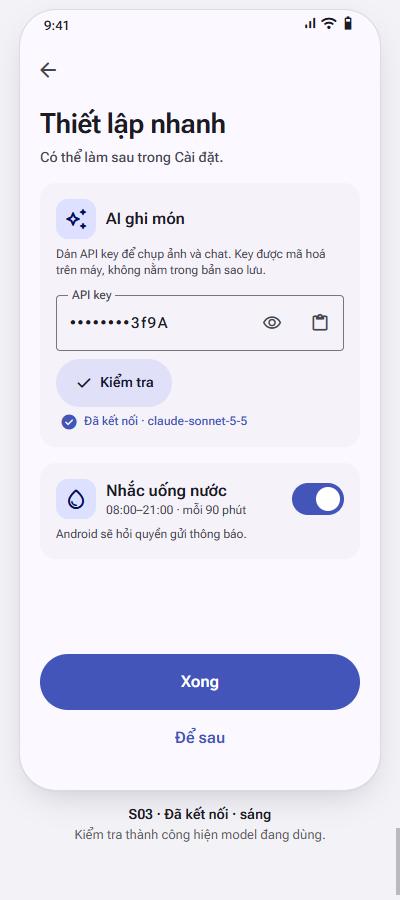 9:41
Thiết lập nhanh
Có thể làm sau trong Cài đặt.
AI ghi món
Dán API key để chụp ảnh và chat. Key được mã hoá
trên máy, không nằm trong bản sao lưu.
API key
••••••••3f9A
Kiểm tra
Đã kết nối · claude-sonnet-5-5
Nhắc uống nước
08:00–21:00 · mỗi 90 phút
Android sẽ hỏi quyền gửi thông báo.
Xong
Để sau
S03 · Đã kết nối · sáng
Kiểm tra thành công hiện model đang dùng.